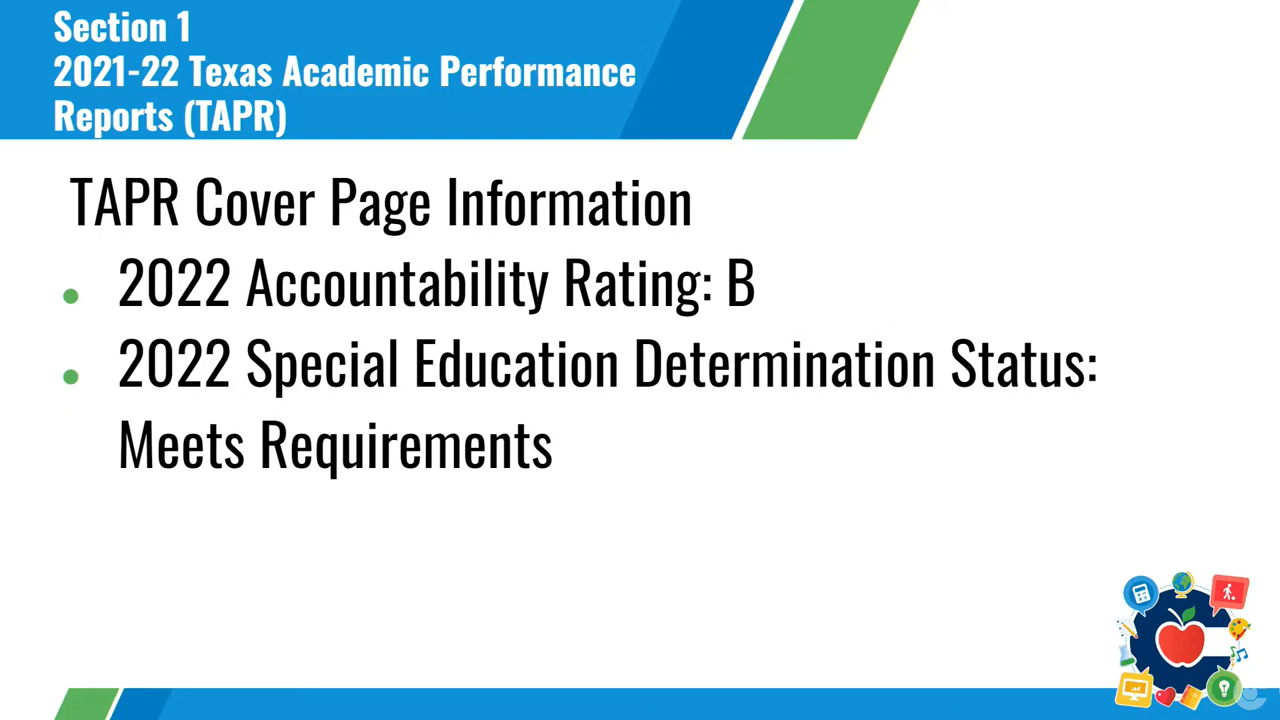 Section 1
2021-22 Texas Academic Performance
Reports (TAPR)
TAPR Cover Page Information
2022 Accountability Rating: B
2022 Special Education Determination Status:
Meets Requirements